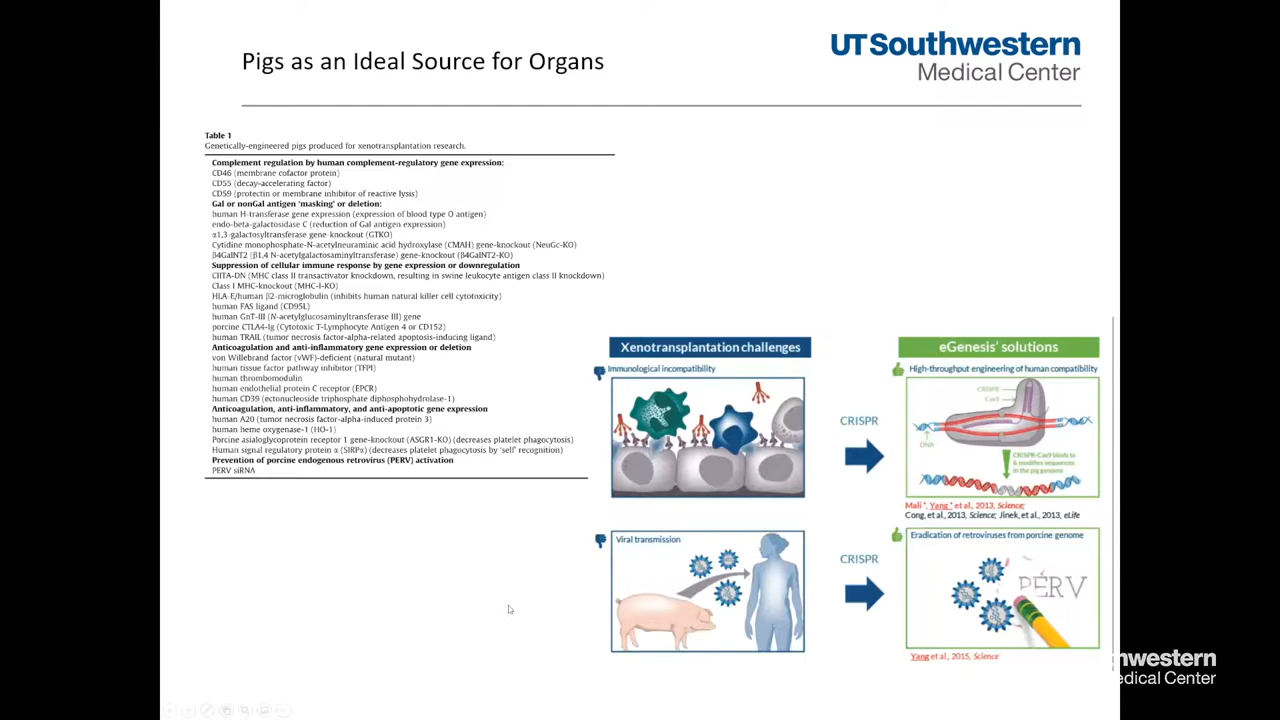 Pigs as an Ideal Source for Organs
UTSouthwestern
Medical Center
Table 1
Genetically-engineered pigs produced for xenotransplantation research.
Complement regulation by human complement-regulatory gene expression:
CD46 (membrane cofactor protein)
CD55 (decay-accelerating factor)
CD59 (protectin or membrane inhibitor of reactive lysis)
Gal or nonGal antigen ‘masking’ or deletion:
human H-transferase gene expression (expression of blood type O antigen)
endo-beta-galactosidase C (reduction of Gal antigen expression)
α1,3-galactosyltransferase gene-knockout (GTKO)
Cytidine monophosphate-N-acetylneuraminic acid hydroxylase (CMAH) gene-knockout (NeuGc-KO)
β4GalNT2 (β1,4 N-acetylgalactosaminyltransferase) gene-knockout (β4GalNT2-KO)
Suppression of cellular immune response by gene expression or downregulation
CIITA-DN (MHC class II transactivator knockdown, resulting in swine leukocyte antigen class II knockdown)
Class I MHC-knockout (MHC-I-KO)
HLA-E/human β2-microglobulin (inhibits human natural killer cell cytotoxicity)
human FAS ligand (CD95L)
human GnT-III (N-acetylglucosaminyltransferase III) gene
porcine CTLA4-Ig (Cytotoxic T-Lymphocyte Antigen 4 or CD152)
human TRAIL (tumor necrosis factor-alpha-related apoptosis-inducing ligand)
Anticoagulation and anti-inflammatory gene expression or deletion
von Willebrand factor (vWF)-deficient (natural mutant)
human tissue factor pathway inhibitor (TFPI)
human thrombomodulin
human endothelial protein C receptor (EPCR)
human CD39 (ectonucleoside triphosphate diphosphohydrolase-1)
Anticoagulation, anti-inflammatory, and anti-apoptotic gene expression
human A20 (tumor necrosis factor-alpha-induced protein 3)
human heme oxygenase-1 (HO-1)
Porcine asialoglycoprotein receptor 1 gene-knockout (ASGR1-KO) (decreases platelet phagocytosis)
Human signal regulatory protein α (SIRPα) (decreases platelet phagocytosis by ‘self’ recognition)
Prevention of porcine endogenous retrovirus (PERV) activation
PERV siRNA
Xenotransplantation challenges
Immunological incompatibility
CRISPR
eGenesis’ solutions
High-throughput engineering of human compatibility
CRISPR
Cas9
DNA
CRISPR-Cas9 binds to
& modifies sequences
in the pig genome
Mali*, Yang* et al., 2013, Science;
Cong, et al., 2013, Science; Jinek, et al., 2013, eLife
Viral transmission
CRISPR
Eradication of retroviruses from porcine genome
PERV
Yang et al., 2015, Science
hwestern
edical Center